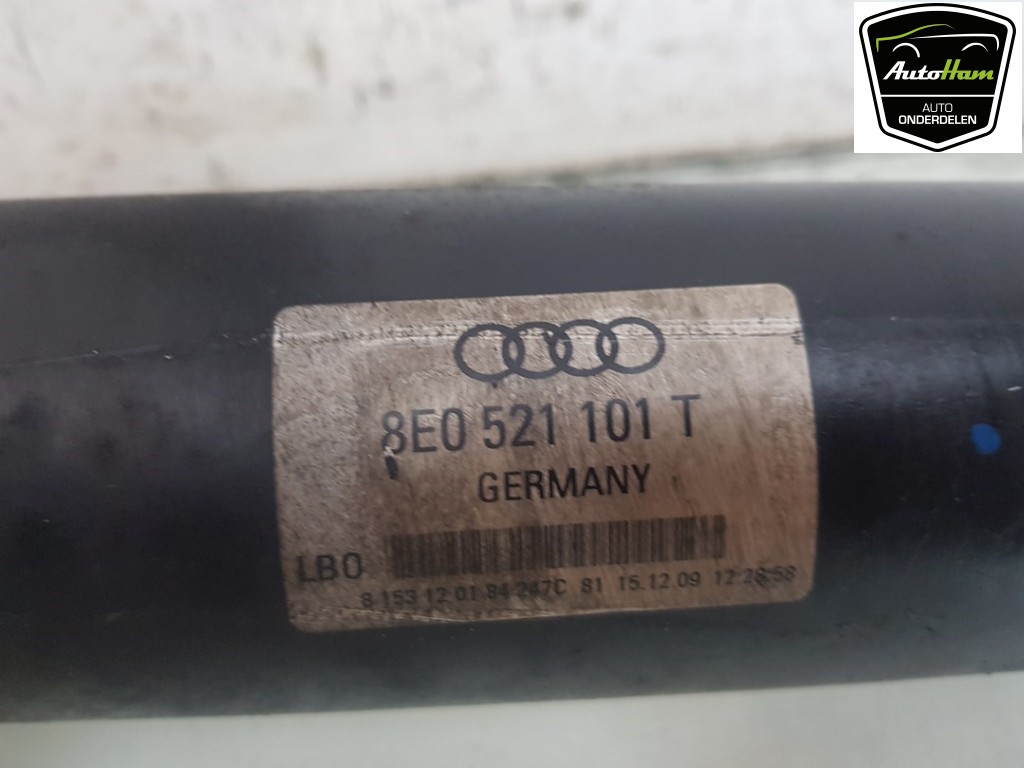 AutoHam
AUTO
ONDERDELEN
8E0 521 101 T
GERMANY
LB0
8 153 12 01 84 247C 81 15.12.09 12:28:58